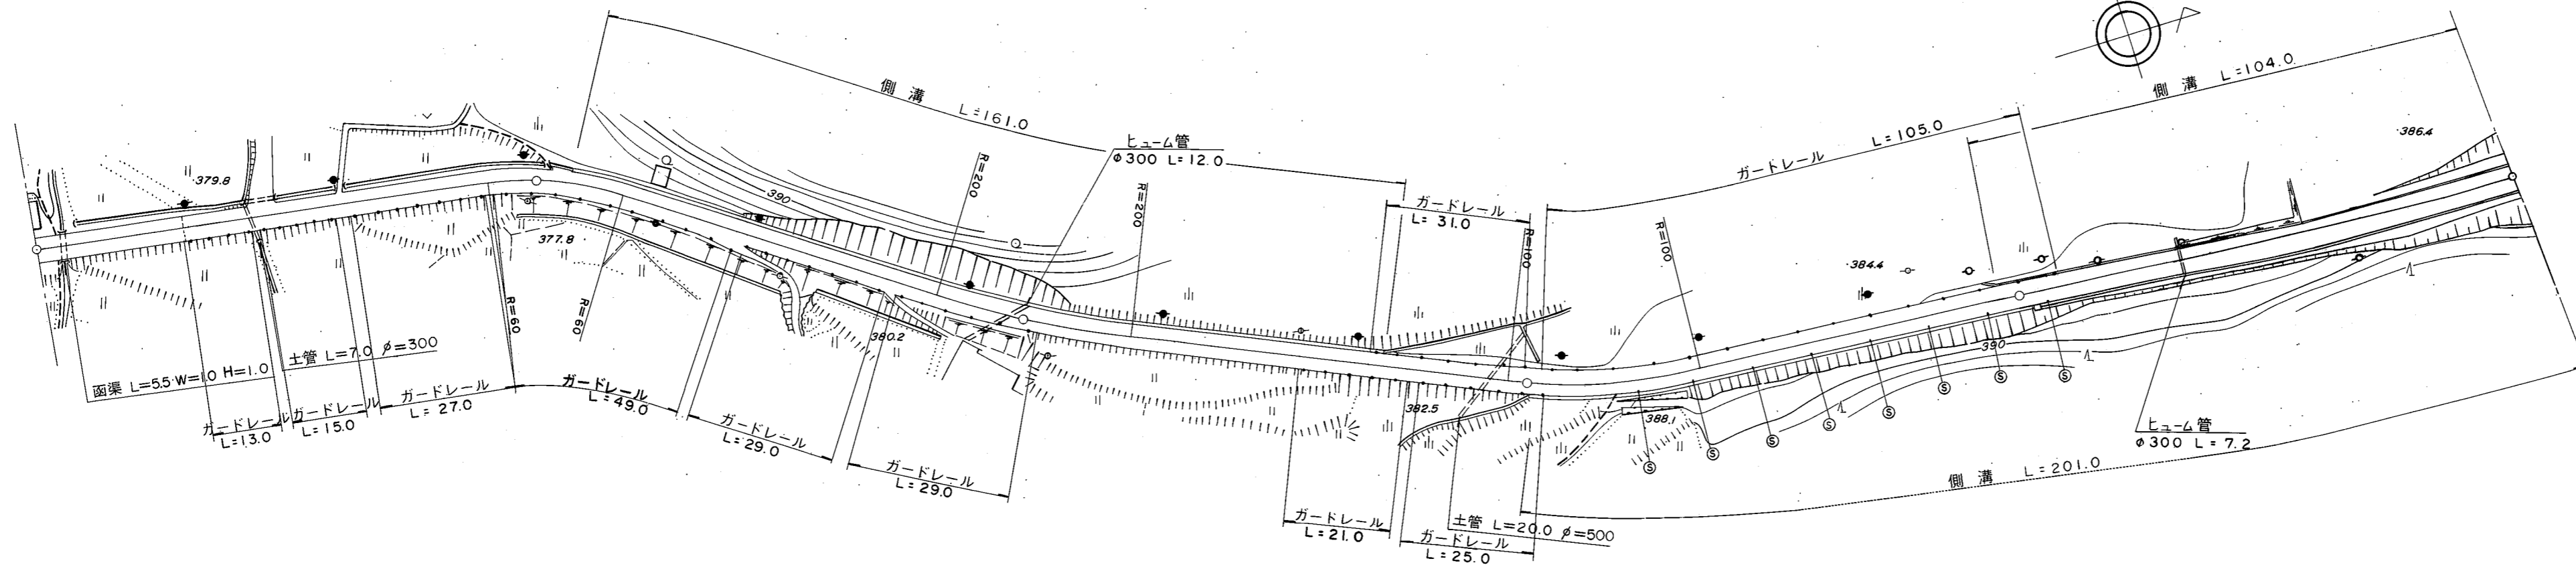 側溝 L=161.0
ヒューム管
φ300 L=12.0
R=200
R=200
390
379.8
377.8
380.2
R=60
R=60
函渠 L=5.5 W=1.0 H=1.0
土管 L=7.0 φ=300
ガードレール
L=13.0
ガードレール
L=15.0
ガードレール
L=27.0
ガードレール
L=49.0
ガードレール
L=29.0
ガードレール
L=29.0
ガードレール
L=31.0
R=100
R=100
ガードレール L=105.0
側溝 L=104.0
386.4
384.4
382.5
388.1
390
ガードレール
L=21.0
ガードレール
L=25.0
土管 L=20.0 φ=500
S
S
S
S
S
S
S
S
ヒューム管
φ300 L=7.2
側溝 L=201.0